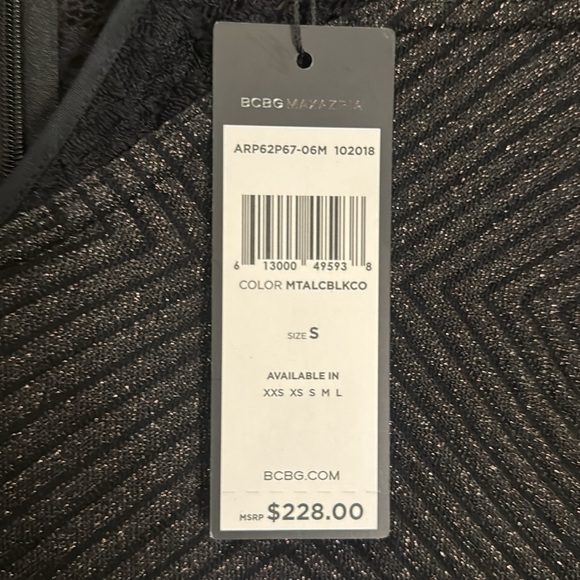 BCBGMAXAZRIA
ARP62P67-06M 102018
6 13000 49593 8
COLOR MTALCBLKCO
SIZE S
AVAILABLE IN
XXS XS S M L
BCBG.COM
MSRP $228.00